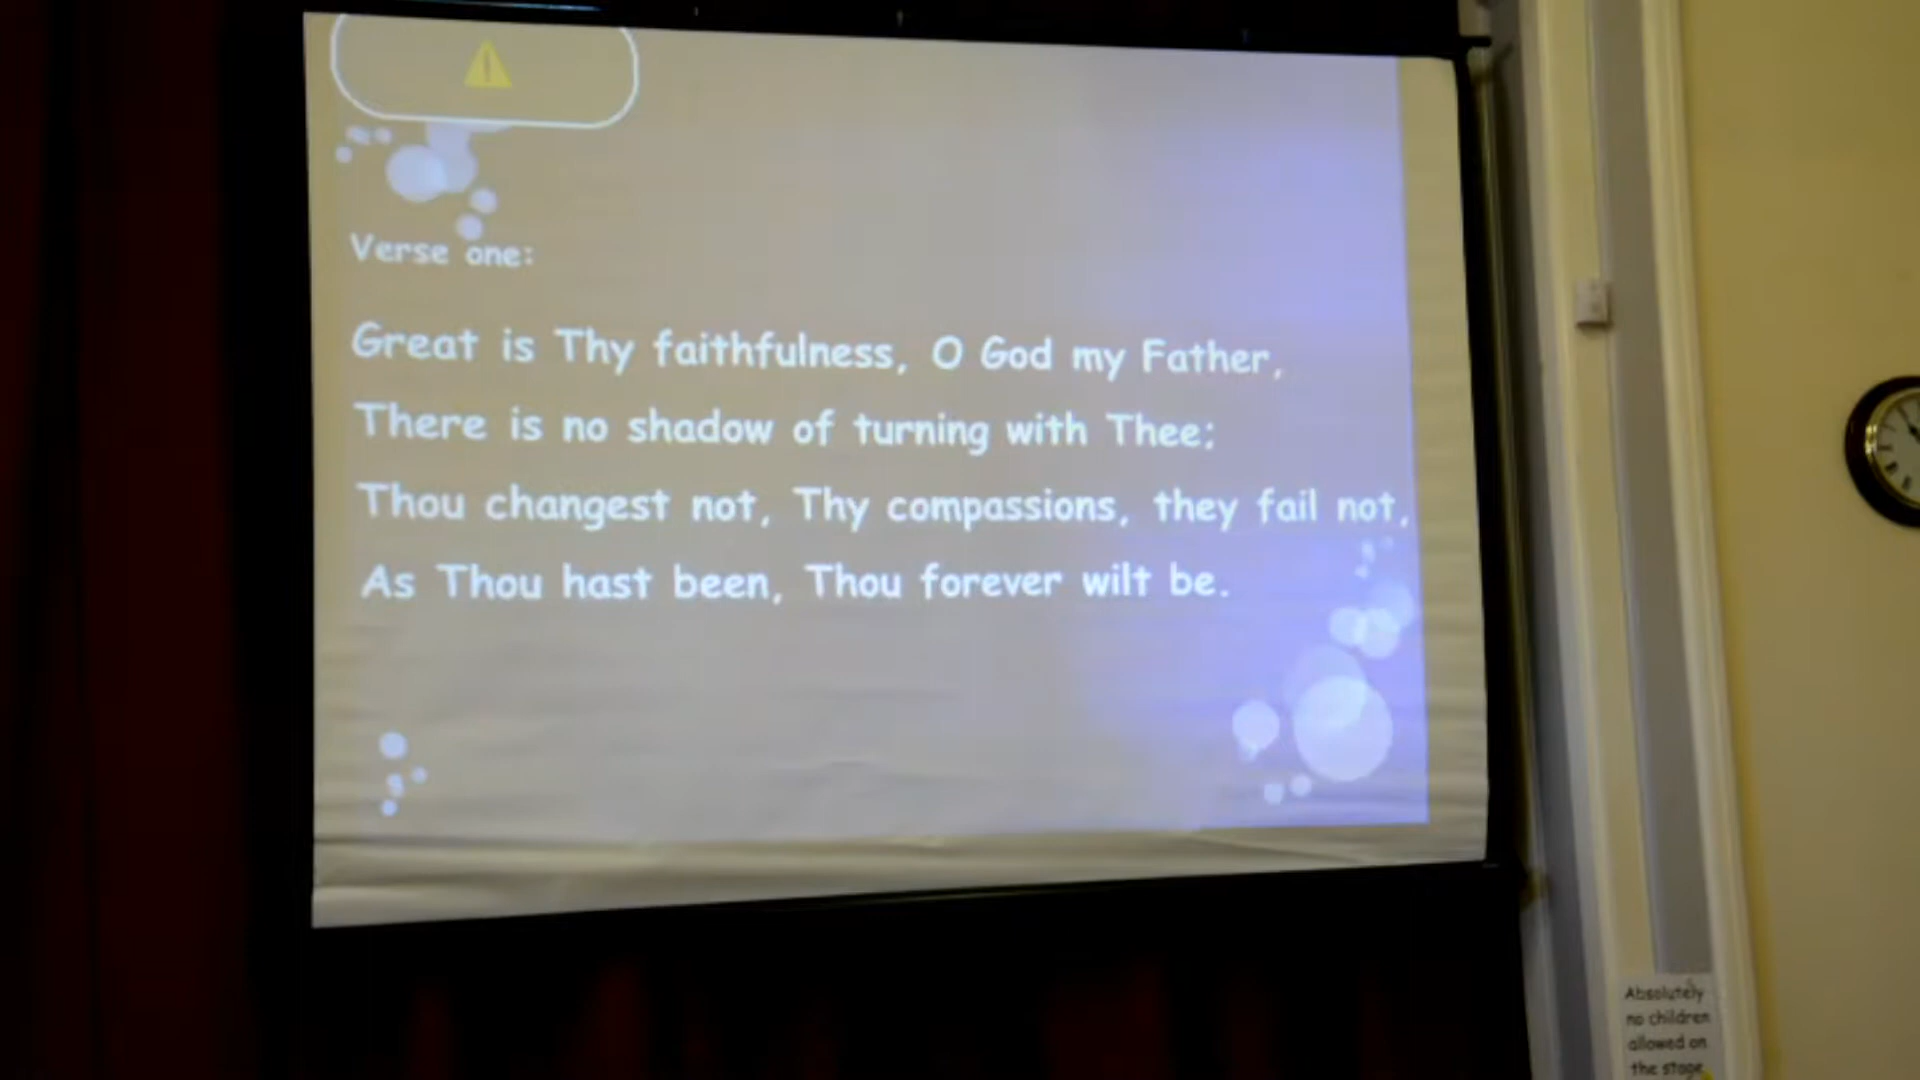 Verse one:
Great is Thy faithfulness, O God my Father,
There is no shadow of turning with Thee;
Thou changest not, Thy compassions, they fail not,
As Thou hast been, Thou forever wilt be.
Absolutely
no children
allowed on
the stage